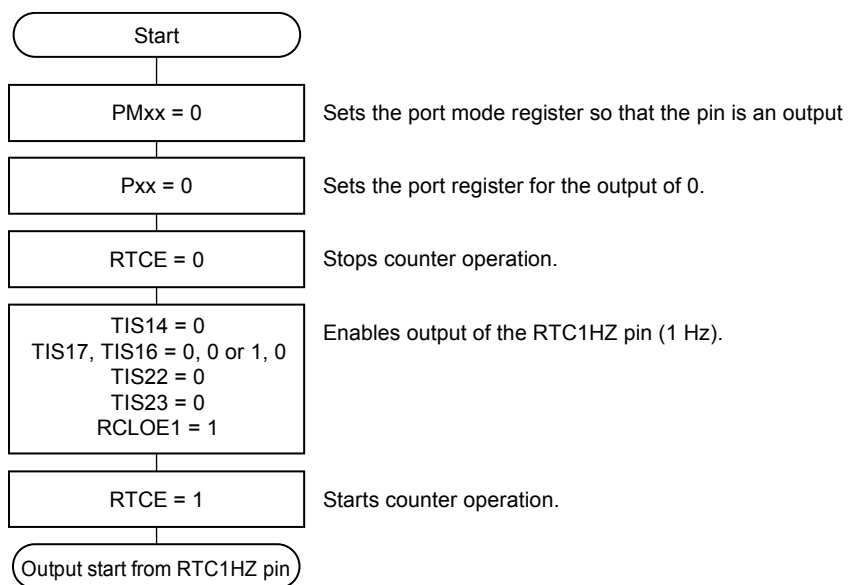 Start
PMxx = 0
Sets the port mode register so that the pin is an output
Pxx = 0
Sets the port register for the output of 0.
RTCE = 0
Stops counter operation.
TIS14 = 0
TIS17, TIS16 = 0, 0 or 1, 0
TIS22 = 0
TIS23 = 0
RCLOE1 = 1
Enables output of the RTC1HZ pin (1 Hz).
RTCE = 1
Starts counter operation.
Output start from RTC1HZ pin